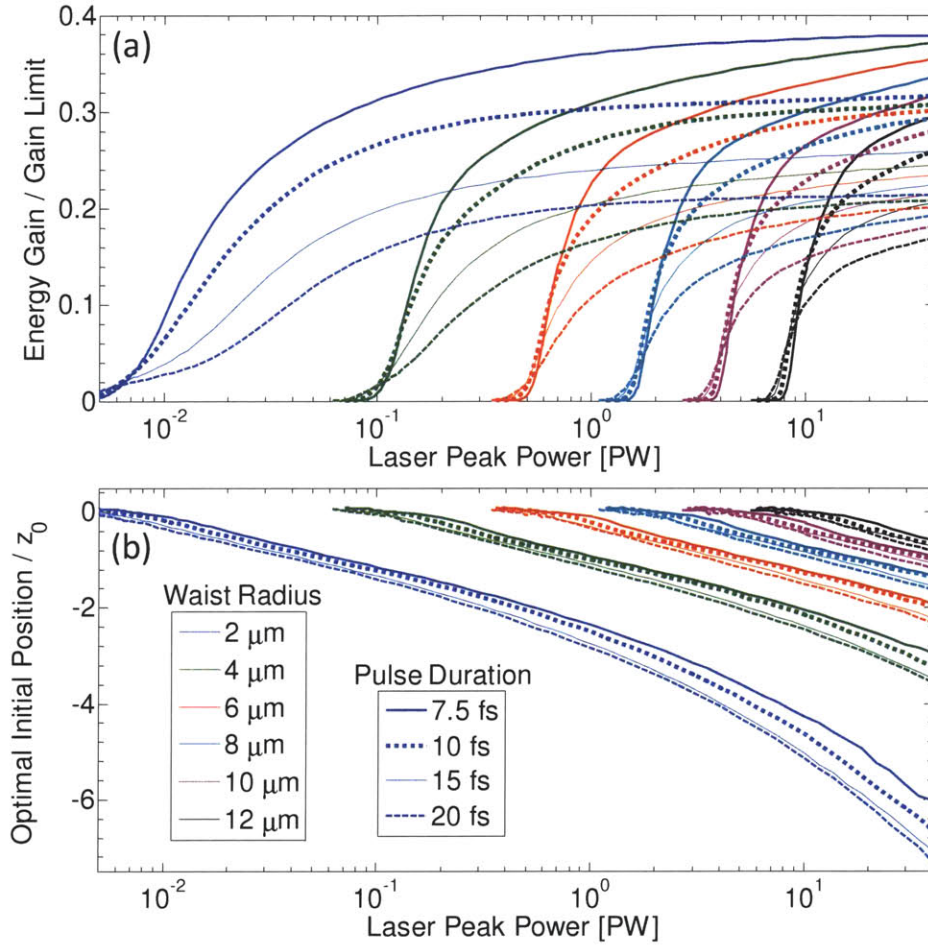 (a)
Energy Gain / Gain Limit
0.4
0.3
0.2
0.1
0
10^-2
10^-1
10^0
10^1
Laser Peak Power [PW]
(b)
Optimal Initial Position / z_0
0
-2
-4
-6
Waist Radius
2 μm
4 μm
6 μm
8 μm
10 μm
12 μm
Pulse Duration
7.5 fs
10 fs
15 fs
20 fs
10^-2
10^-1
10^0
10^1
Laser Peak Power [PW]